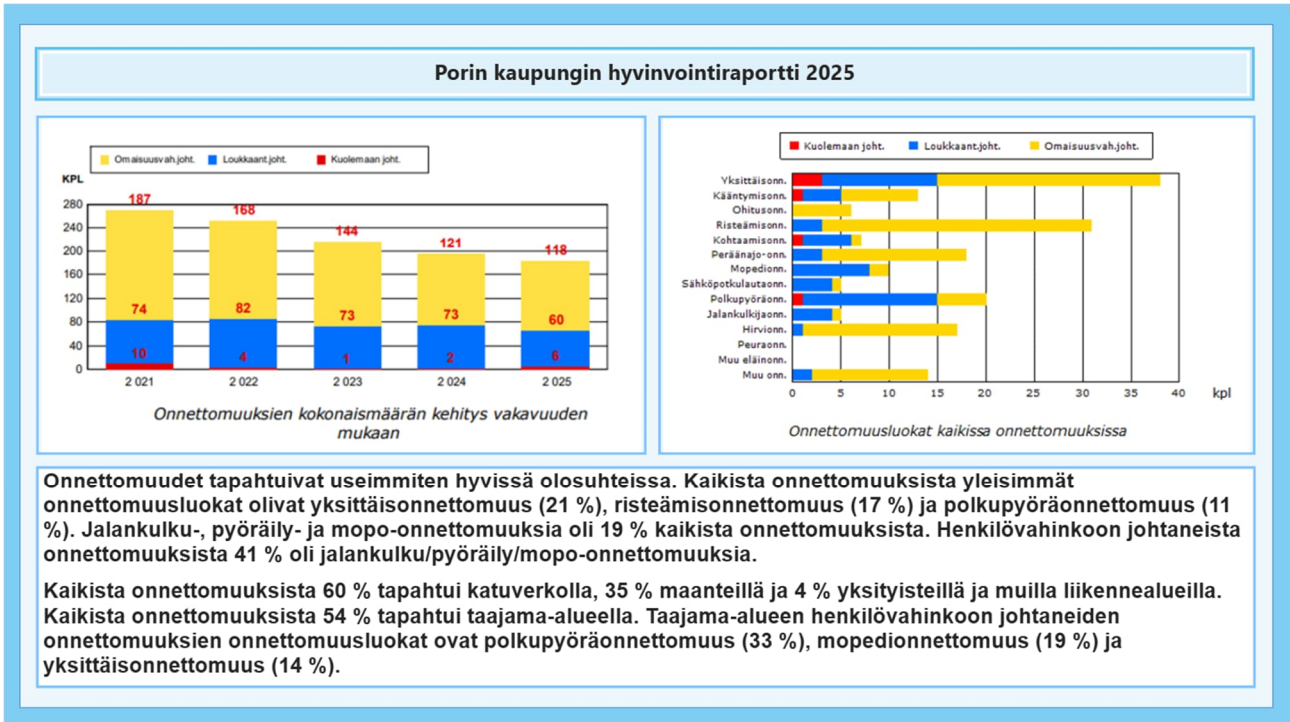 Porin kaupungin hyvinvointiraportti 2025
Omaisuusvah.joht. Loukkaant.joht. Kuolemaan joht.
KPL
280
240
200
160
120
80
40
0
187
168
144
121
118
74
82
73
73
60
10
4
1
2
6
2 021 2 022 2 023 2 024 2 025
Onnettomuuksien kokonaismäärän kehitys vakavuuden
mukaan
Kuolemaan joht. Loukkaant.joht. Omaisuusvah.joht.
Yksittäisonn.
Kääntymisonn.
Ohitusonn.
Risteämisonn.
Kohtaamisonn.
Peräänajo-onn.
Mopedionn.
Sähköpotkulautaonn.
Polkupyöräonn.
Jalankulkijaonn.
Hirvionn.
Peuraonn.
Muu eläinonn.
Muu onn.
0 5 10 15 20 25 30 35 40 kpl
Onnettomuusluokat kaikissa onnettomuuksissa
Onnettomuudet tapahtuivat useimmiten hyvissä olosuhteissa. Kaikista onnettomuuksista yleisimmät
onnettomuusluokat olivat yksittäisonnettomuus (21 %), risteämisonnettomuus (17 %) ja polkupyöräonnettomuus (11
%). Jalankulku-, pyöräily- ja mopo-onnettomuuksia oli 19 % kaikista onnettomuuksista. Henkilövahinkoon johtaneista
onnettomuuksista 41 % oli jalankulku/pyöräily/mopo-onnettomuuksia.
Kaikista onnettomuuksista 60 % tapahtui katuverkolla, 35 % maanteillä ja 4 % yksityisteillä ja muilla liikennealueilla.
Kaikista onnettomuuksista 54 % tapahtui taajama-alueella. Taajama-alueen henkilövahinkoon johtaneiden
onnettomuuksien onnettomuusluokat ovat polkupyöräonnettomuus (33 %), mopedionnettomuus (19 %) ja
yksittäisonnettomuus (14 %).